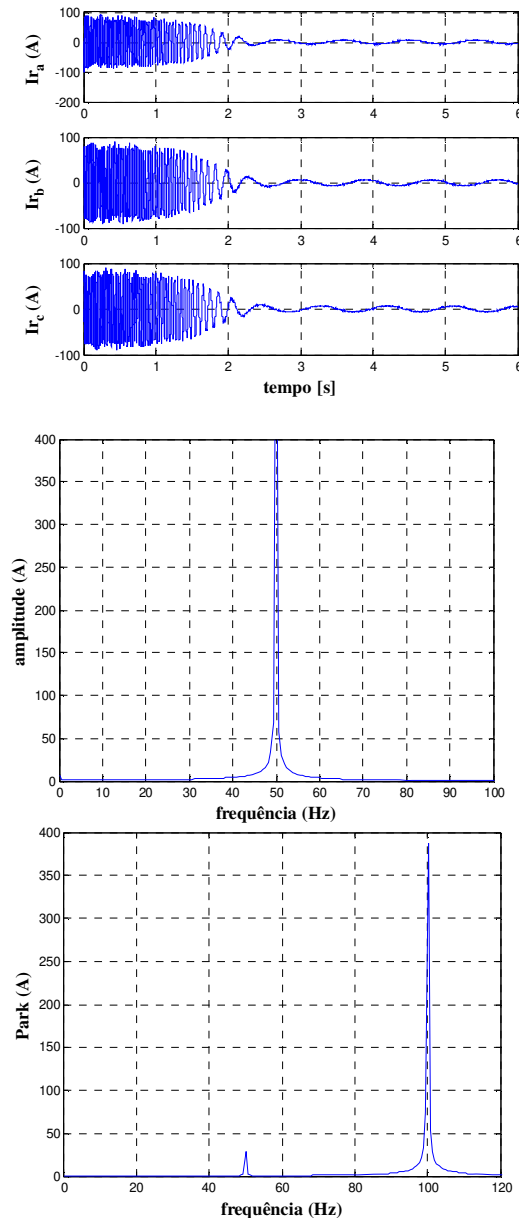 100
0
-100
-200
Ir_a (A)
0 1 2 3 4 5 6
100
0
-100
Ir_b (A)
0 1 2 3 4 5 6
100
0
-100
Ir_c (A)
0 1 2 3 4 5 6
tempo [s]
400
350
300
250
200
150
100
50
0
amplitude (A)
0 10 20 30 40 50 60 70 80 90 100
frequência (Hz)
400
350
300
250
200
150
100
50
0
Park (A)
0 20 40 60 80 100 120
frequência (Hz)